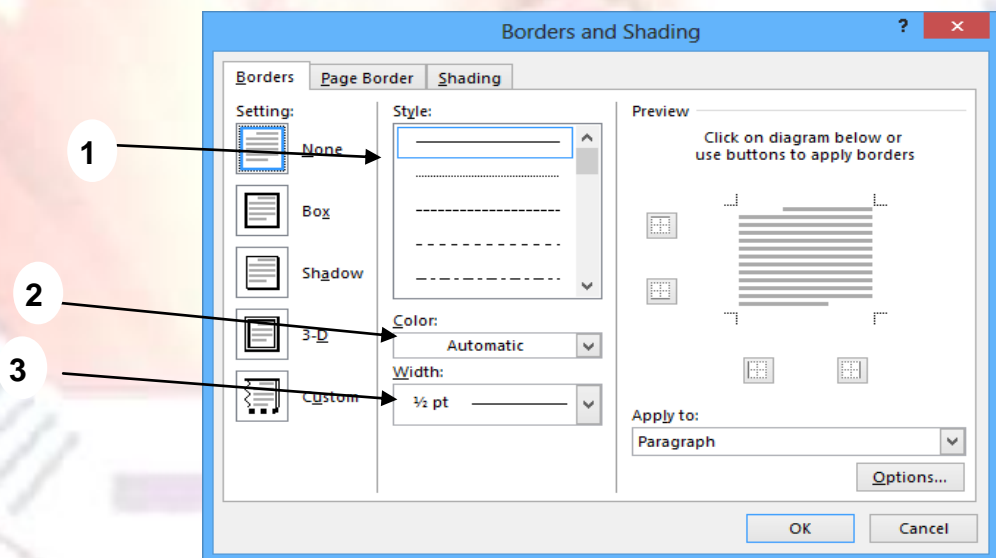 Borders and Shading
?
×
Borders Page Border Shading
Setting:
None
Box
Shadow
3-D
Custom
Style:
Color:
Automatic
Width:
½ pt
Preview
Click on diagram below or
use buttons to apply borders
Apply to:
Paragraph
Options...
OK Cancel
1
2
3